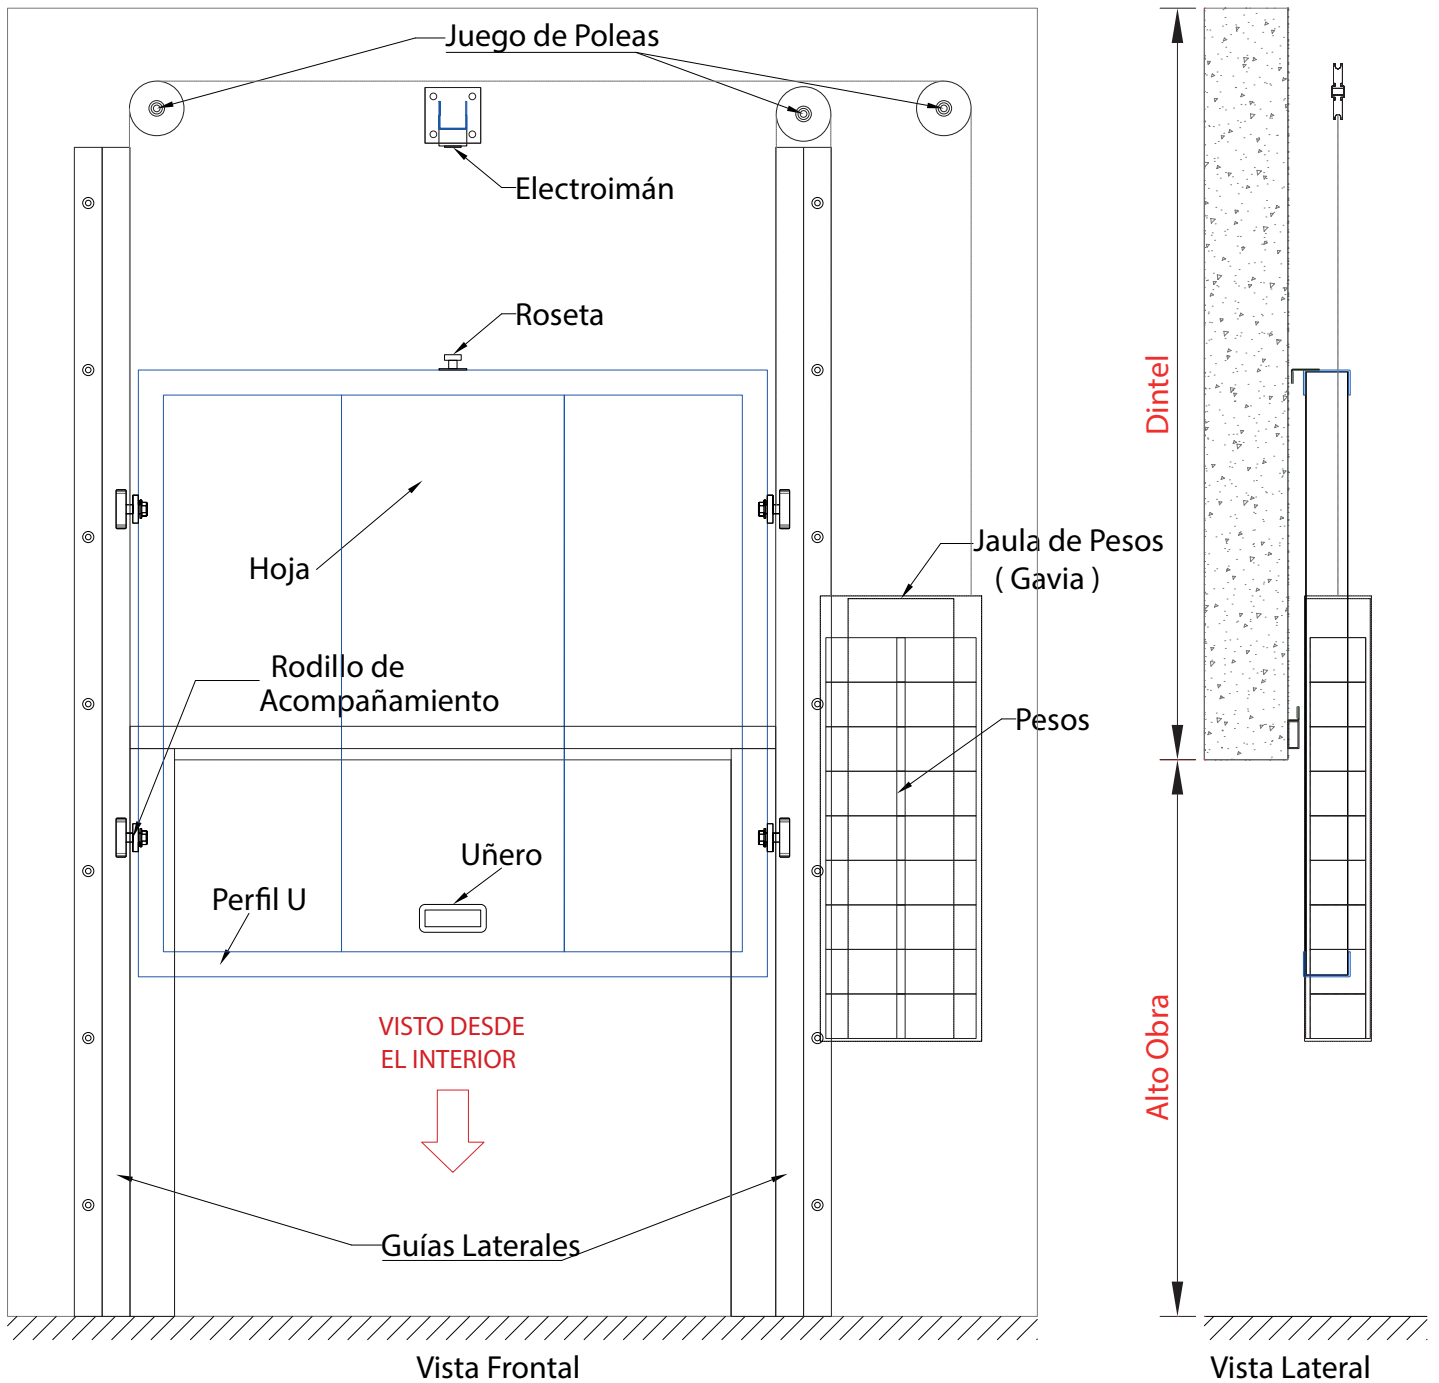 Juego de Poleas
Electroimán
Roseta
Dintel
Hoja
Jaula de Pesos
( Gavia )
Rodillo de
Acompañamiento
Pesos
Uñero
Perfil U
VISTO DESDE
EL INTERIOR
Alto Obra
Guías Laterales
Vista Frontal
Vista Lateral